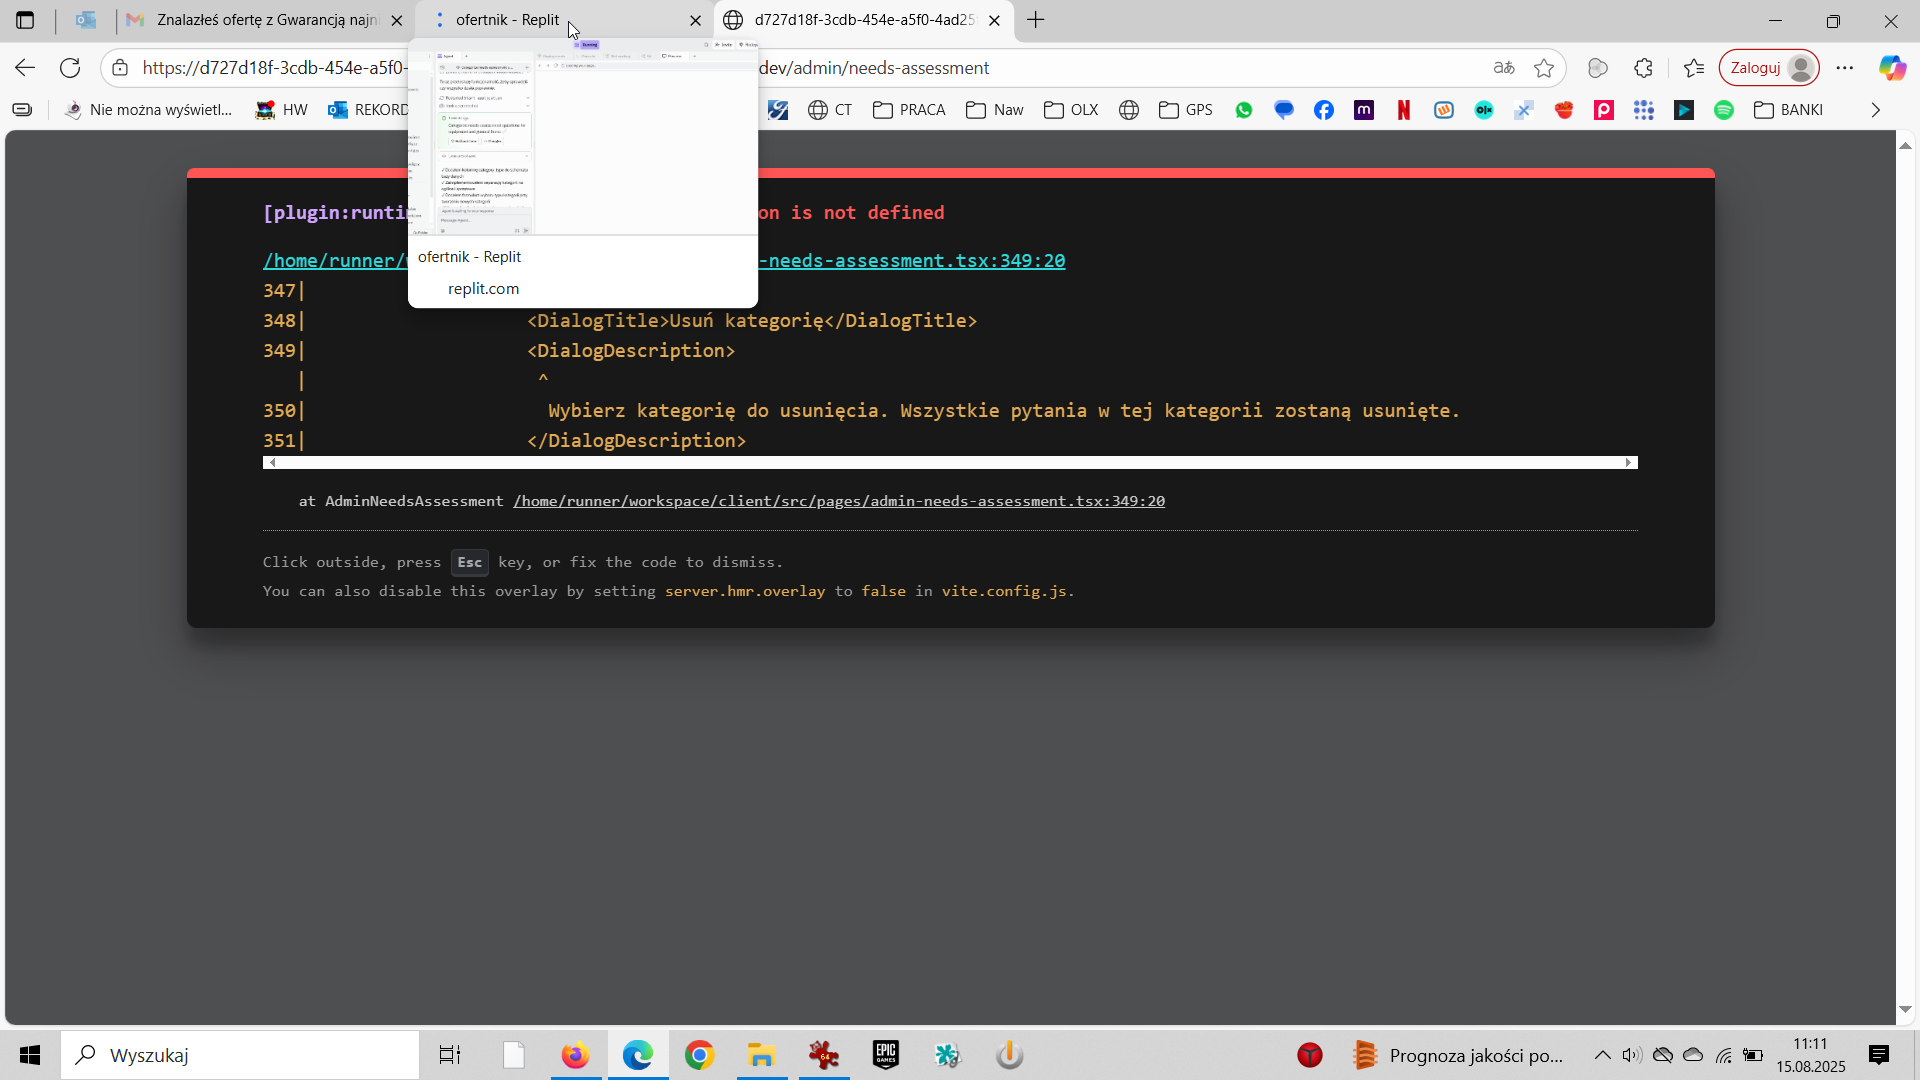 Znalazłeś ofertę z Gwarancją najni
ofertnik - Replit
d727d18f-3cdb-454e-a5f0-4ad25
https://d727d18f-3cdb-454e-a5f0-
dev/admin/needs-assessment
Zaloguj
Nie można wyświetl...
HW
REKORD
CT
PRACA
Naw
OLX
GPS
BANKI
ofertnik - Replit
replit.com
[plugin:runti
on is not defined
/home/runner/
-needs-assessment.tsx:349:20
347|
348| <DialogTitle>Usuń kategorię</DialogTitle>
349| <DialogDescription>
| ^
350| Wybierz kategorię do usunięcia. Wszystkie pytania w tej kategorii zostaną usunięte.
351| </DialogDescription>
at AdminNeedsAssessment /home/runner/workspace/client/src/pages/admin-needs-assessment.tsx:349:20
Click outside, press Esc key, or fix the code to dismiss.
You can also disable this overlay by setting server.hmr.overlay to false in vite.config.js.
Wyszukaj
Prognoza jakości po...
11:11
15.08.2025